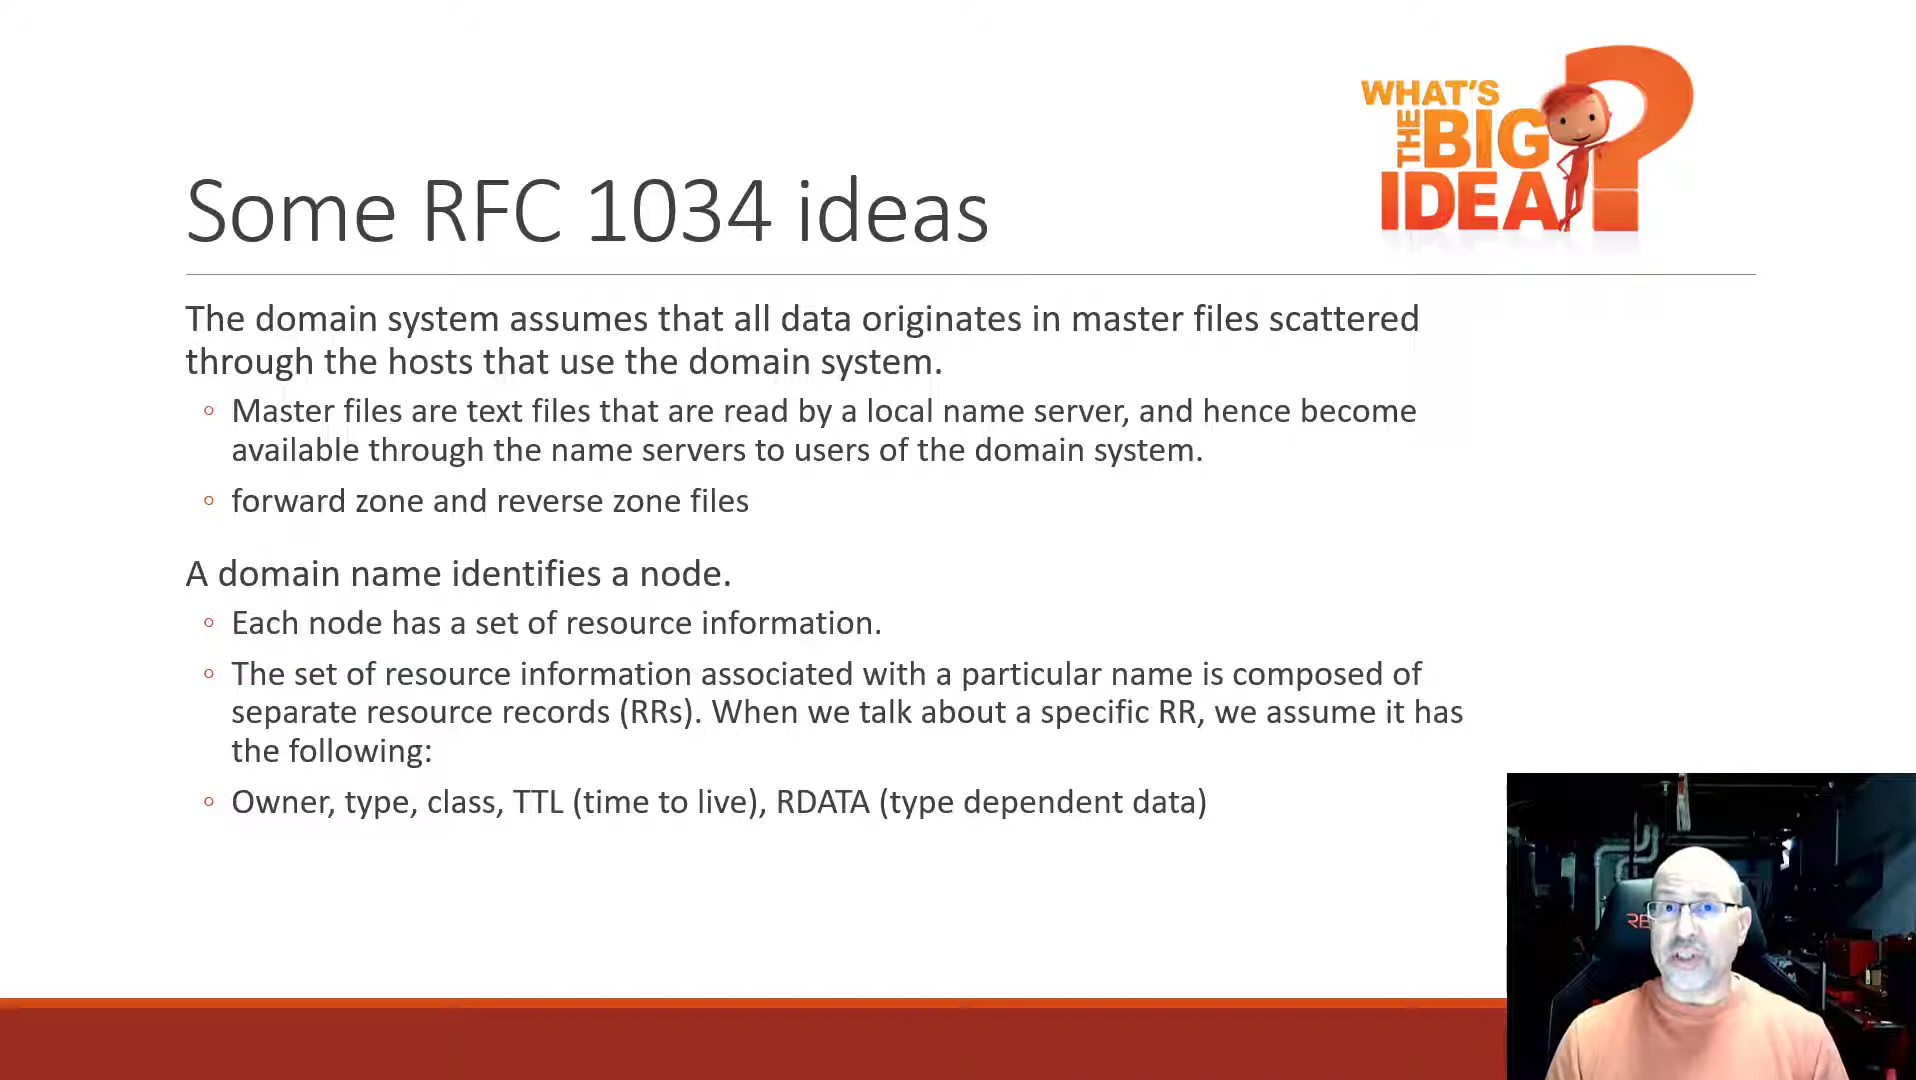 WHAT'S
THE
BIG
IDEA
?
Some RFC 1034 ideas
The domain system assumes that all data originates in master files scattered
through the hosts that use the domain system.
◦ Master files are text files that are read by a local name server, and hence become
available through the name servers to users of the domain system.
◦ forward zone and reverse zone files
A domain name identifies a node.
◦ Each node has a set of resource information.
◦ The set of resource information associated with a particular name is composed of
separate resource records (RRs). When we talk about a specific RR, we assume it has
the following:
◦ Owner, type, class, TTL (time to live), RDATA (type dependent data)